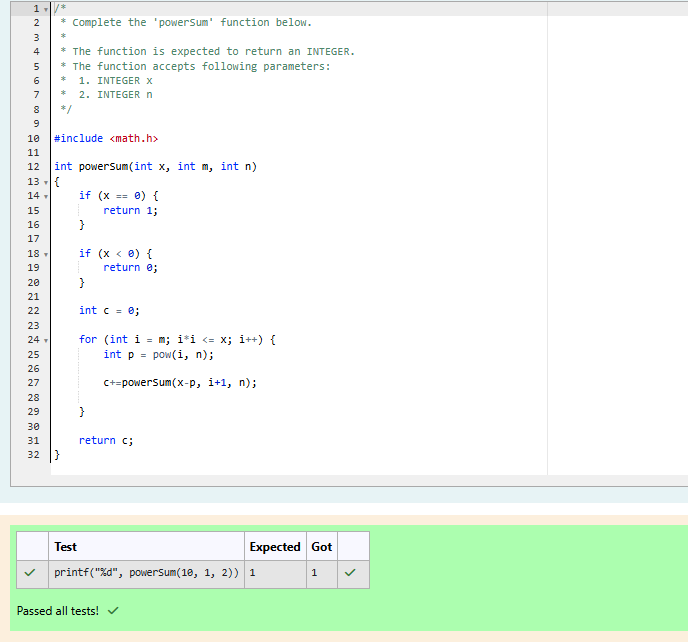 1 /*
2  * Complete the 'powerSum' function below.
3  *
4  * The function is expected to return an INTEGER.
5  * The function accepts following parameters:
6  *  1. INTEGER x
7  *  2. INTEGER n
8  */
9
10 #include <math.h>
11
12 int powerSum(int x, int m, int n)
13 {
14     if (x == 0) {
15         return 1;
16     }
17
18     if (x < 0) {
19         return 0;
20     }
21
22     int c = 0;
23
24     for (int i = m; i*i <= x; i++) {
25         int p = pow(i, n);
26
27         c+=powerSum(x-p, i+1, n);
28
29     }
30
31     return c;
32 }
Test Expected Got
✓ printf("%d", powerSum(10, 1, 2)) 1 1 ✓
Passed all tests! ✓